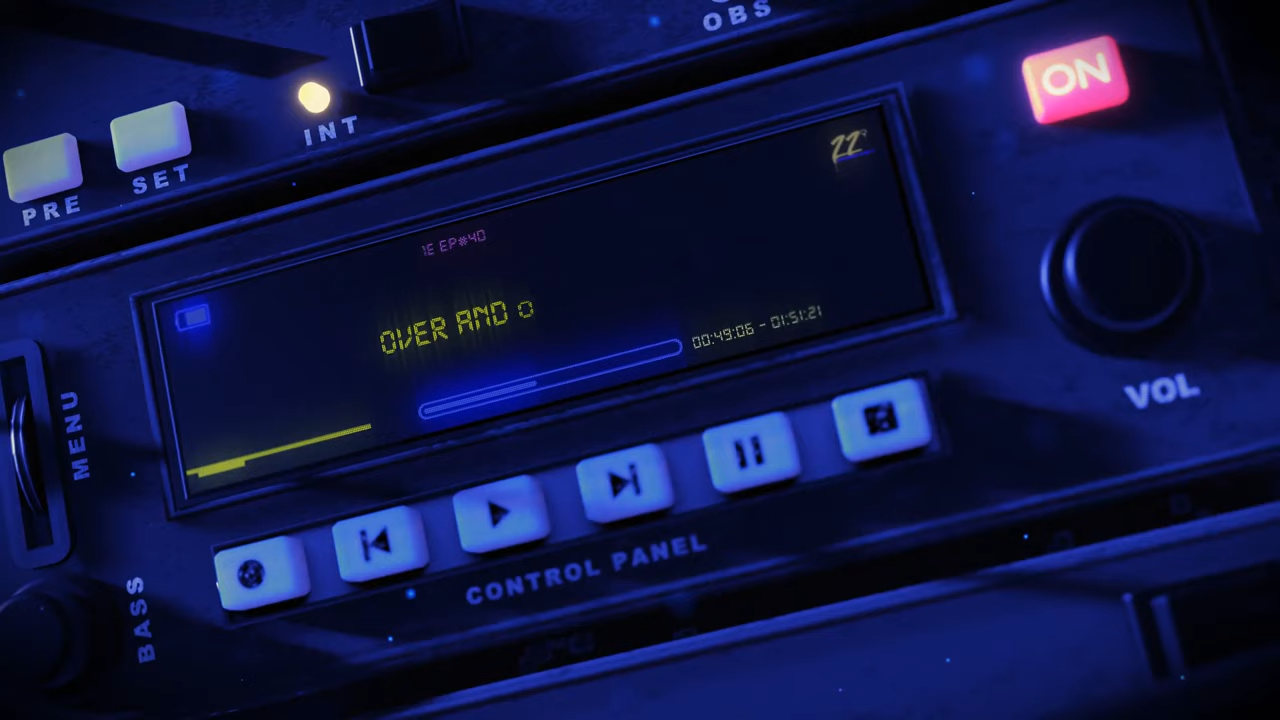 OBS
ON
INT
SET
PRE
22°
E EP#40
OVER AND O
00:49:06 - 01:51:21
MENU
VOL
CONTROL PANEL
BASS